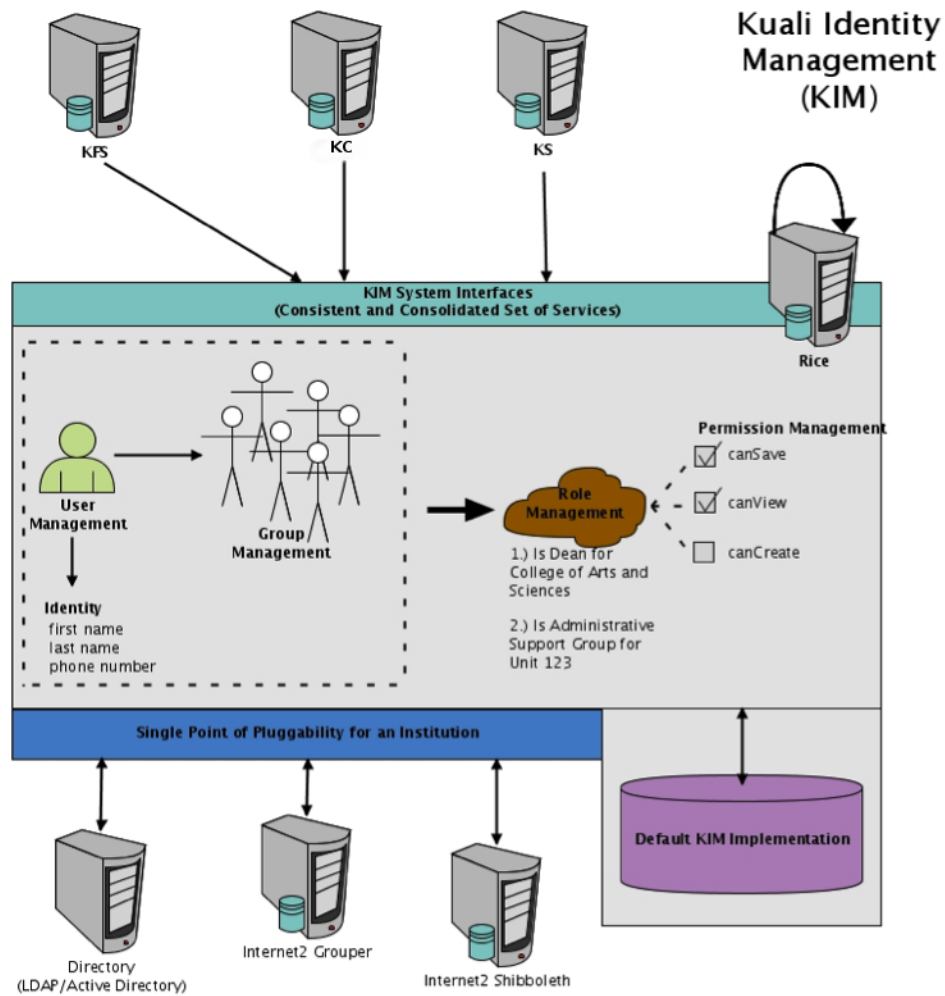 Kuali Identity
Management
(KIM)
KFS
KC
KS
KIM System Interfaces
(Consistent and Consolidated Set of Services)
Rice
User
Management
Identity
first name
last name
phone number
Group
Management
Role
Management
1.) Is Dean for
College of Arts and
Sciences
2.) Is Administrative
Support Group for
Unit 123
Permission Management
canSave
canView
canCreate
Single Point of Pluggability for an Institution
Default KIM Implementation
Directory
(LDAP/Active Directory)
Internet2 Grouper
Internet2 Shibboleth